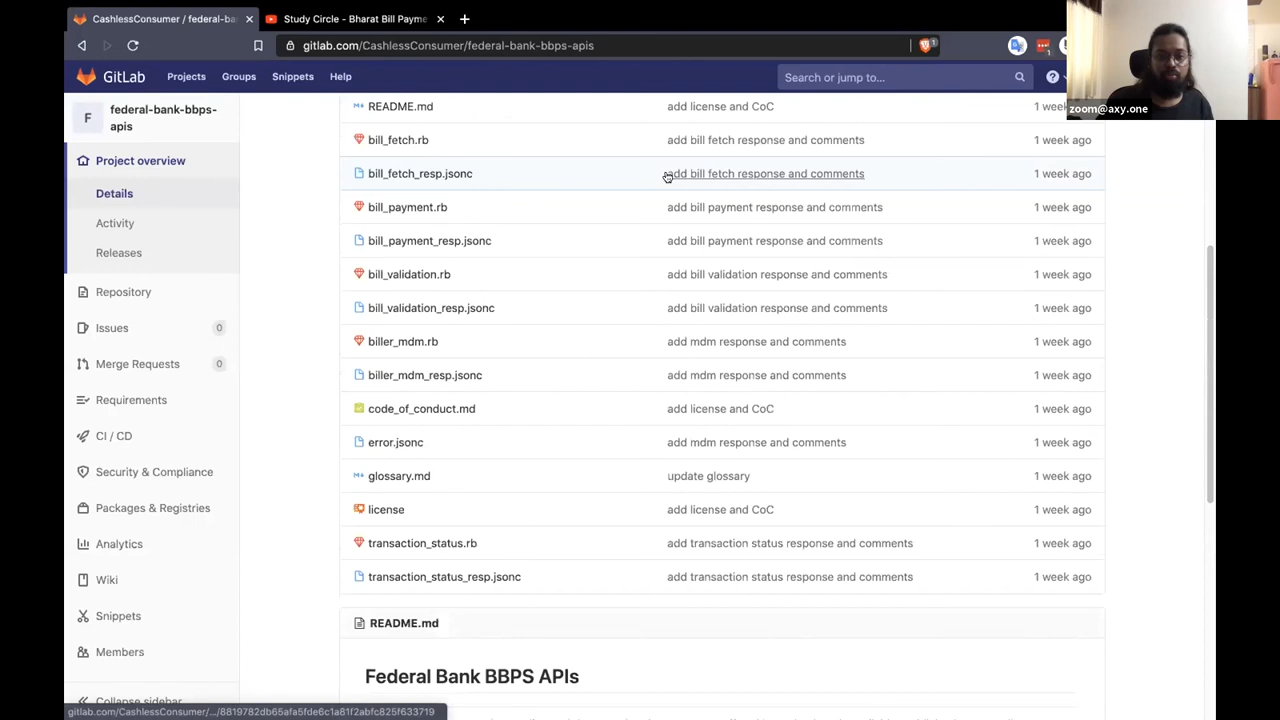 CashlessConsumer / federal-ba
Study Circle - Bharat Bill Payme
gitlab.com/CashlessConsumer/federal-bank-bbps-apis
1
GitLab
Projects
Groups
Snippets
Help
Search or jump to...
zoom@axy.one
F
federal-bank-bbps-
apis
Project overview
Details
Activity
Releases
Repository
Issues 0
Merge Requests 0
Requirements
CI / CD
Security & Compliance
Packages & Registries
Analytics
Wiki
Snippets
Members
Collapse sidebar
README.md add license and CoC 1 week ago
bill_fetch.rb add bill fetch response and comments 1 week ago
bill_fetch_resp.jsonc add bill fetch response and comments 1 week ago
bill_payment.rb add bill payment response and comments 1 week ago
bill_payment_resp.jsonc add bill payment response and comments 1 week ago
bill_validation.rb add bill validation response and comments 1 week ago
bill_validation_resp.jsonc add bill validation response and comments 1 week ago
biller_mdm.rb add mdm response and comments 1 week ago
biller_mdm_resp.jsonc add mdm response and comments 1 week ago
code_of_conduct.md add license and CoC 1 week ago
error.jsonc add mdm response and comments 1 week ago
glossary.md update glossary 1 week ago
license add license and CoC 1 week ago
transaction_status.rb add transaction status response and comments 1 week ago
transaction_status_resp.jsonc add transaction status response and comments 1 week ago
README.md
Federal Bank BBPS APIs
gitlab.com/CashlessConsumer/.../8819782db65afa5fde6c1a81f2abfc825f633719